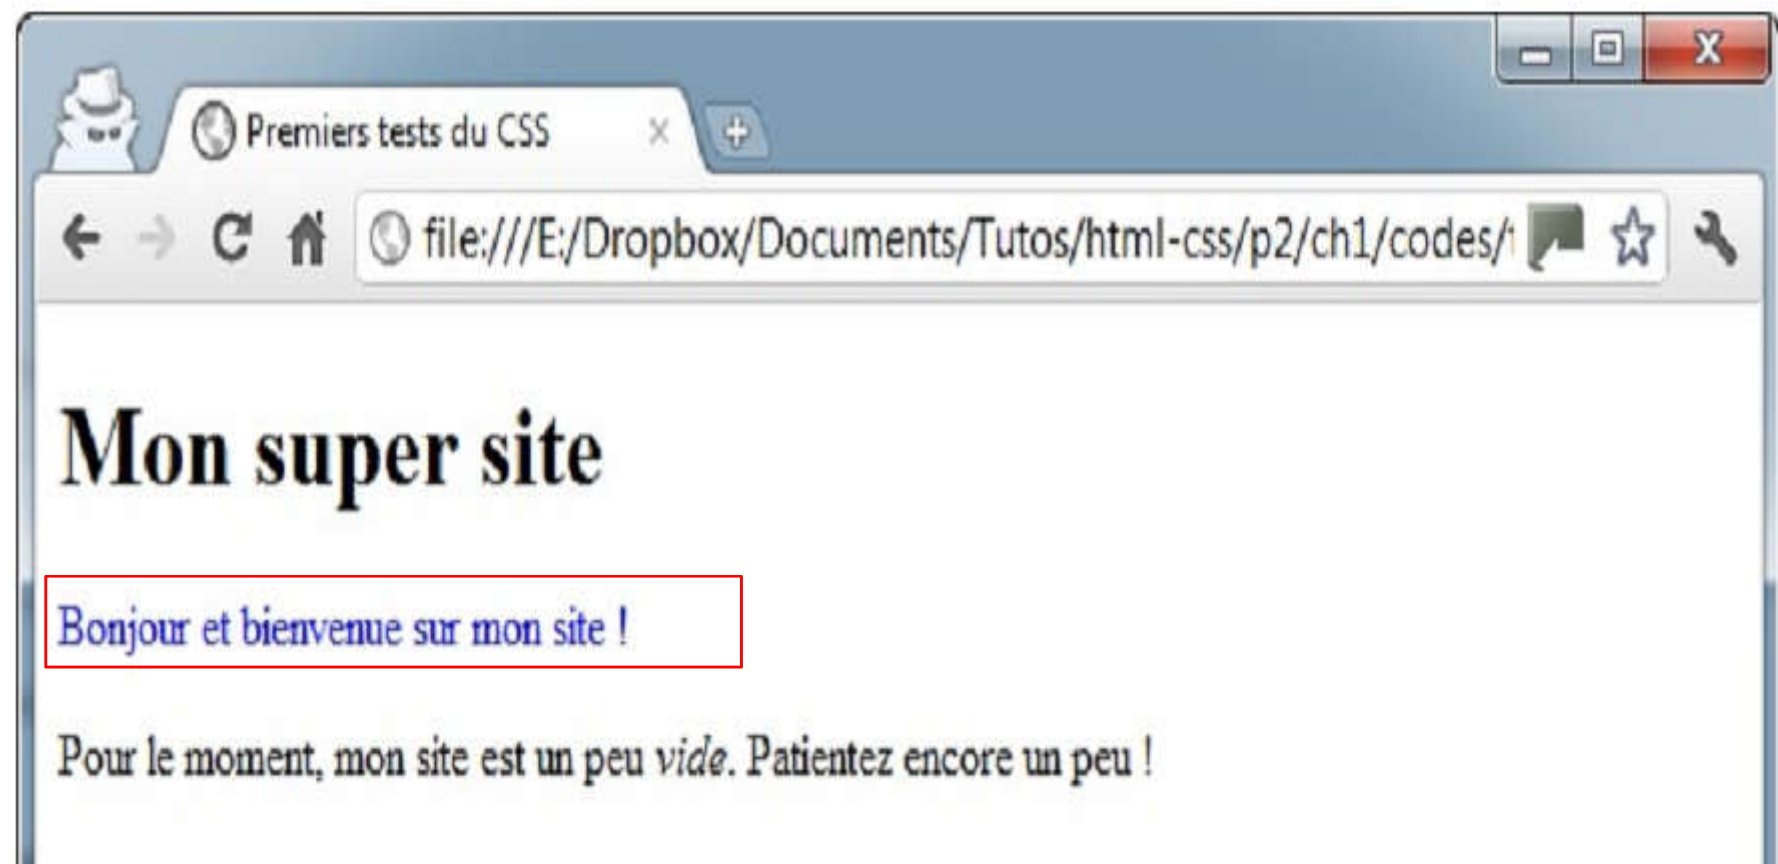 Premiers tests du CSS
file:///E:/Dropbox/Documents/Tutos/html-css/p2/ch1/codes/
Mon super site
Bonjour et bienvenue sur mon site !
Pour le moment, mon site est un peu vide. Patientez encore un peu !